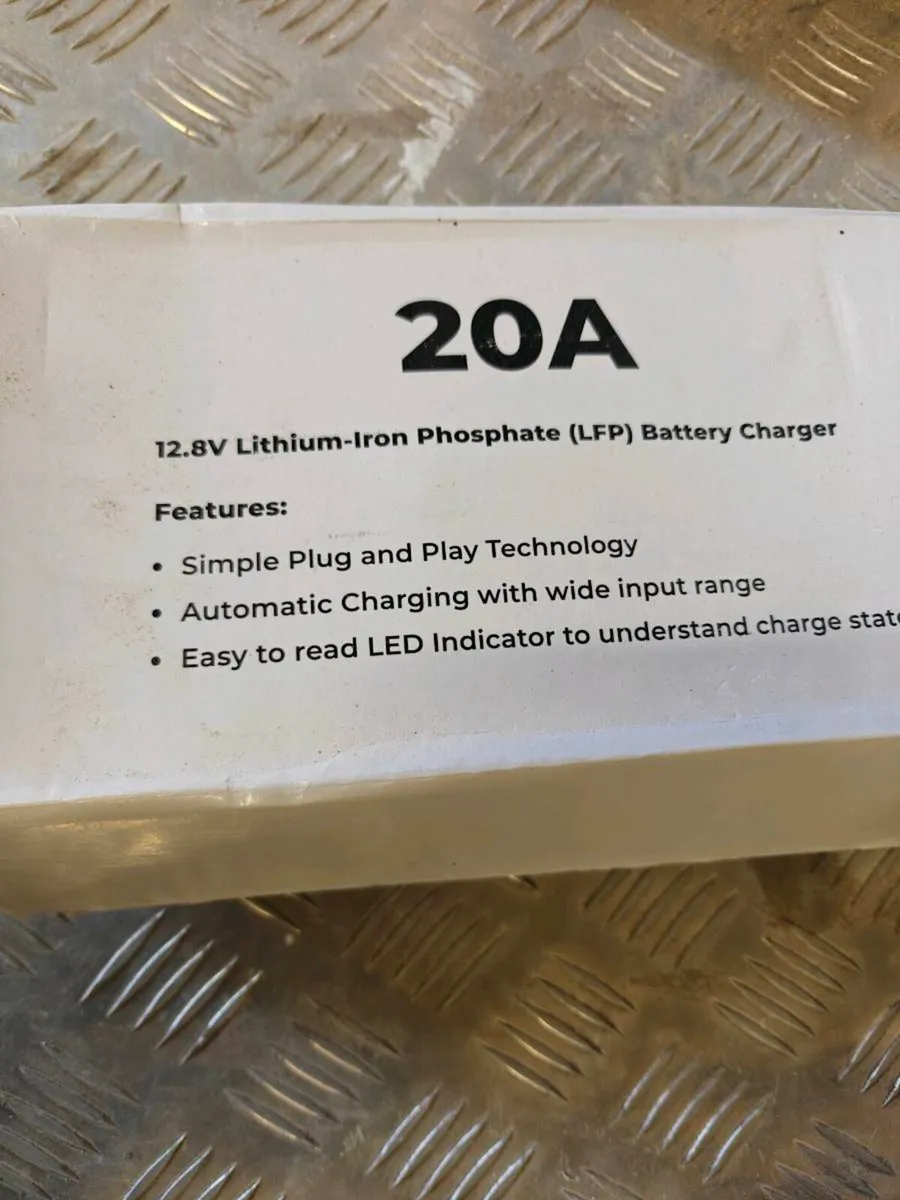 20A
12.8V Lithium-Iron Phosphate (LFP) Battery Charger
Features:
• Simple Plug and Play Technology
• Automatic Charging with wide input range
• Easy to read LED Indicator to understand charge state